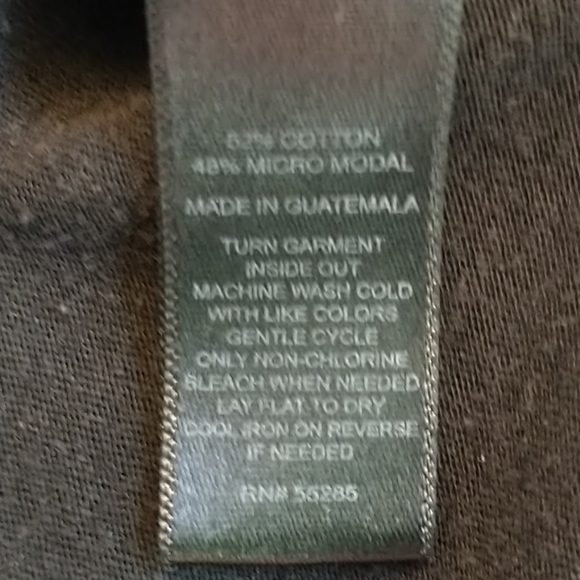 52% COTTON
48% MICRO MODAL
MADE IN GUATEMALA
TURN GARMENT
INSIDE OUT
MACHINE WASH COLD
WITH LIKE COLORS
GENTLE CYCLE
ONLY NON-CHLORINE
BLEACH WHEN NEEDED
LAY FLAT TO DRY
COOL IRON ON REVERSE
IF NEEDED
RN# 55285